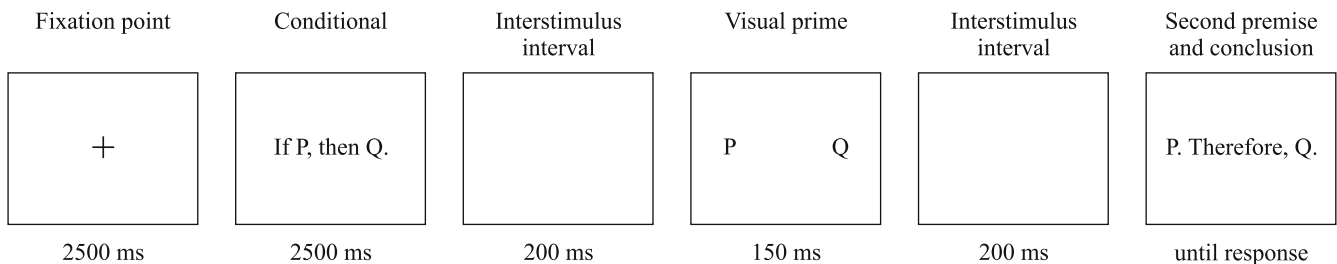 Fixation point
Conditional
Interstimulus
interval
Visual prime
Interstimulus
interval
Second premise
and conclusion
+
If P, then Q.
P Q
P. Therefore, Q.
2500 ms
2500 ms
200 ms
150 ms
200 ms
until response